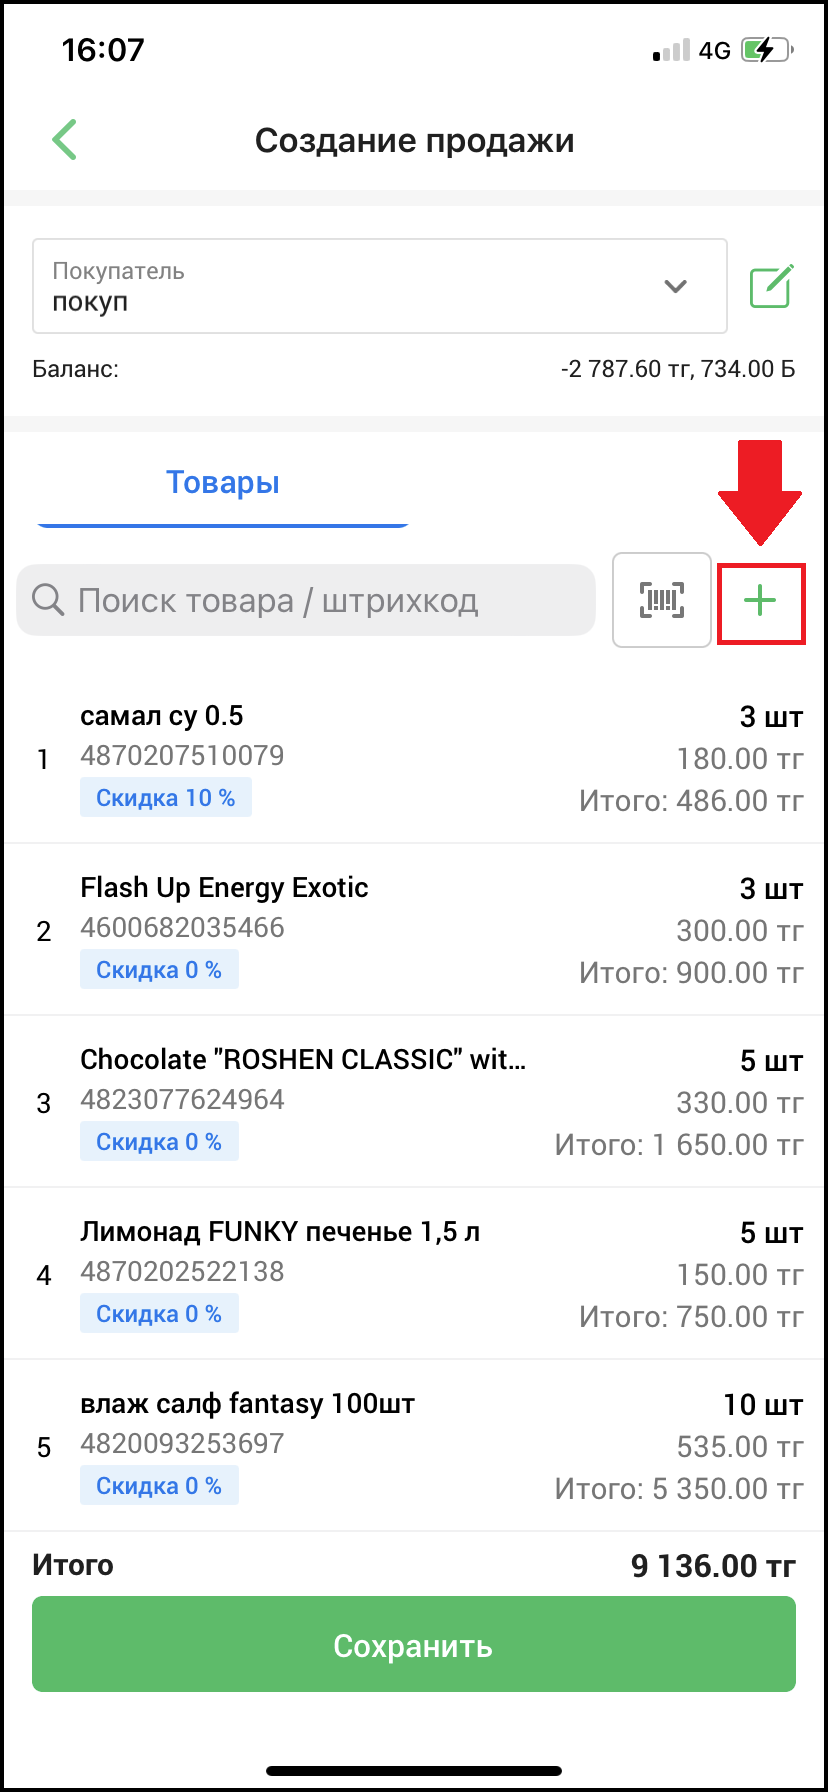 16:07
4G
Создание продажи
Покупатель
покуп
Баланс:
-2 787.60 тг, 734.00 Б
Товары
Поиск товара / штрихкод
самал су 0.5
3 шт
1
4870207510079
180.00 тг
Скидка 10 %
Итого: 486.00 тг
Flash Up Energy Exotic
3 шт
2
4600682035466
300.00 тг
Скидка 0 %
Итого: 900.00 тг
Chocolate "ROSHEN CLASSIC" wit...
5 шт
3
4823077624964
330.00 тг
Скидка 0 %
Итого: 1 650.00 тг
Лимонад FUNKY печенье 1,5 л
5 шт
4
4870202522138
150.00 тг
Скидка 0 %
Итого: 750.00 тг
влаж салф fantasy 100шт
10 шт
5
4820093253697
535.00 тг
Скидка 0 %
Итого: 5 350.00 тг
Итого
9 136.00 тг
Сохранить